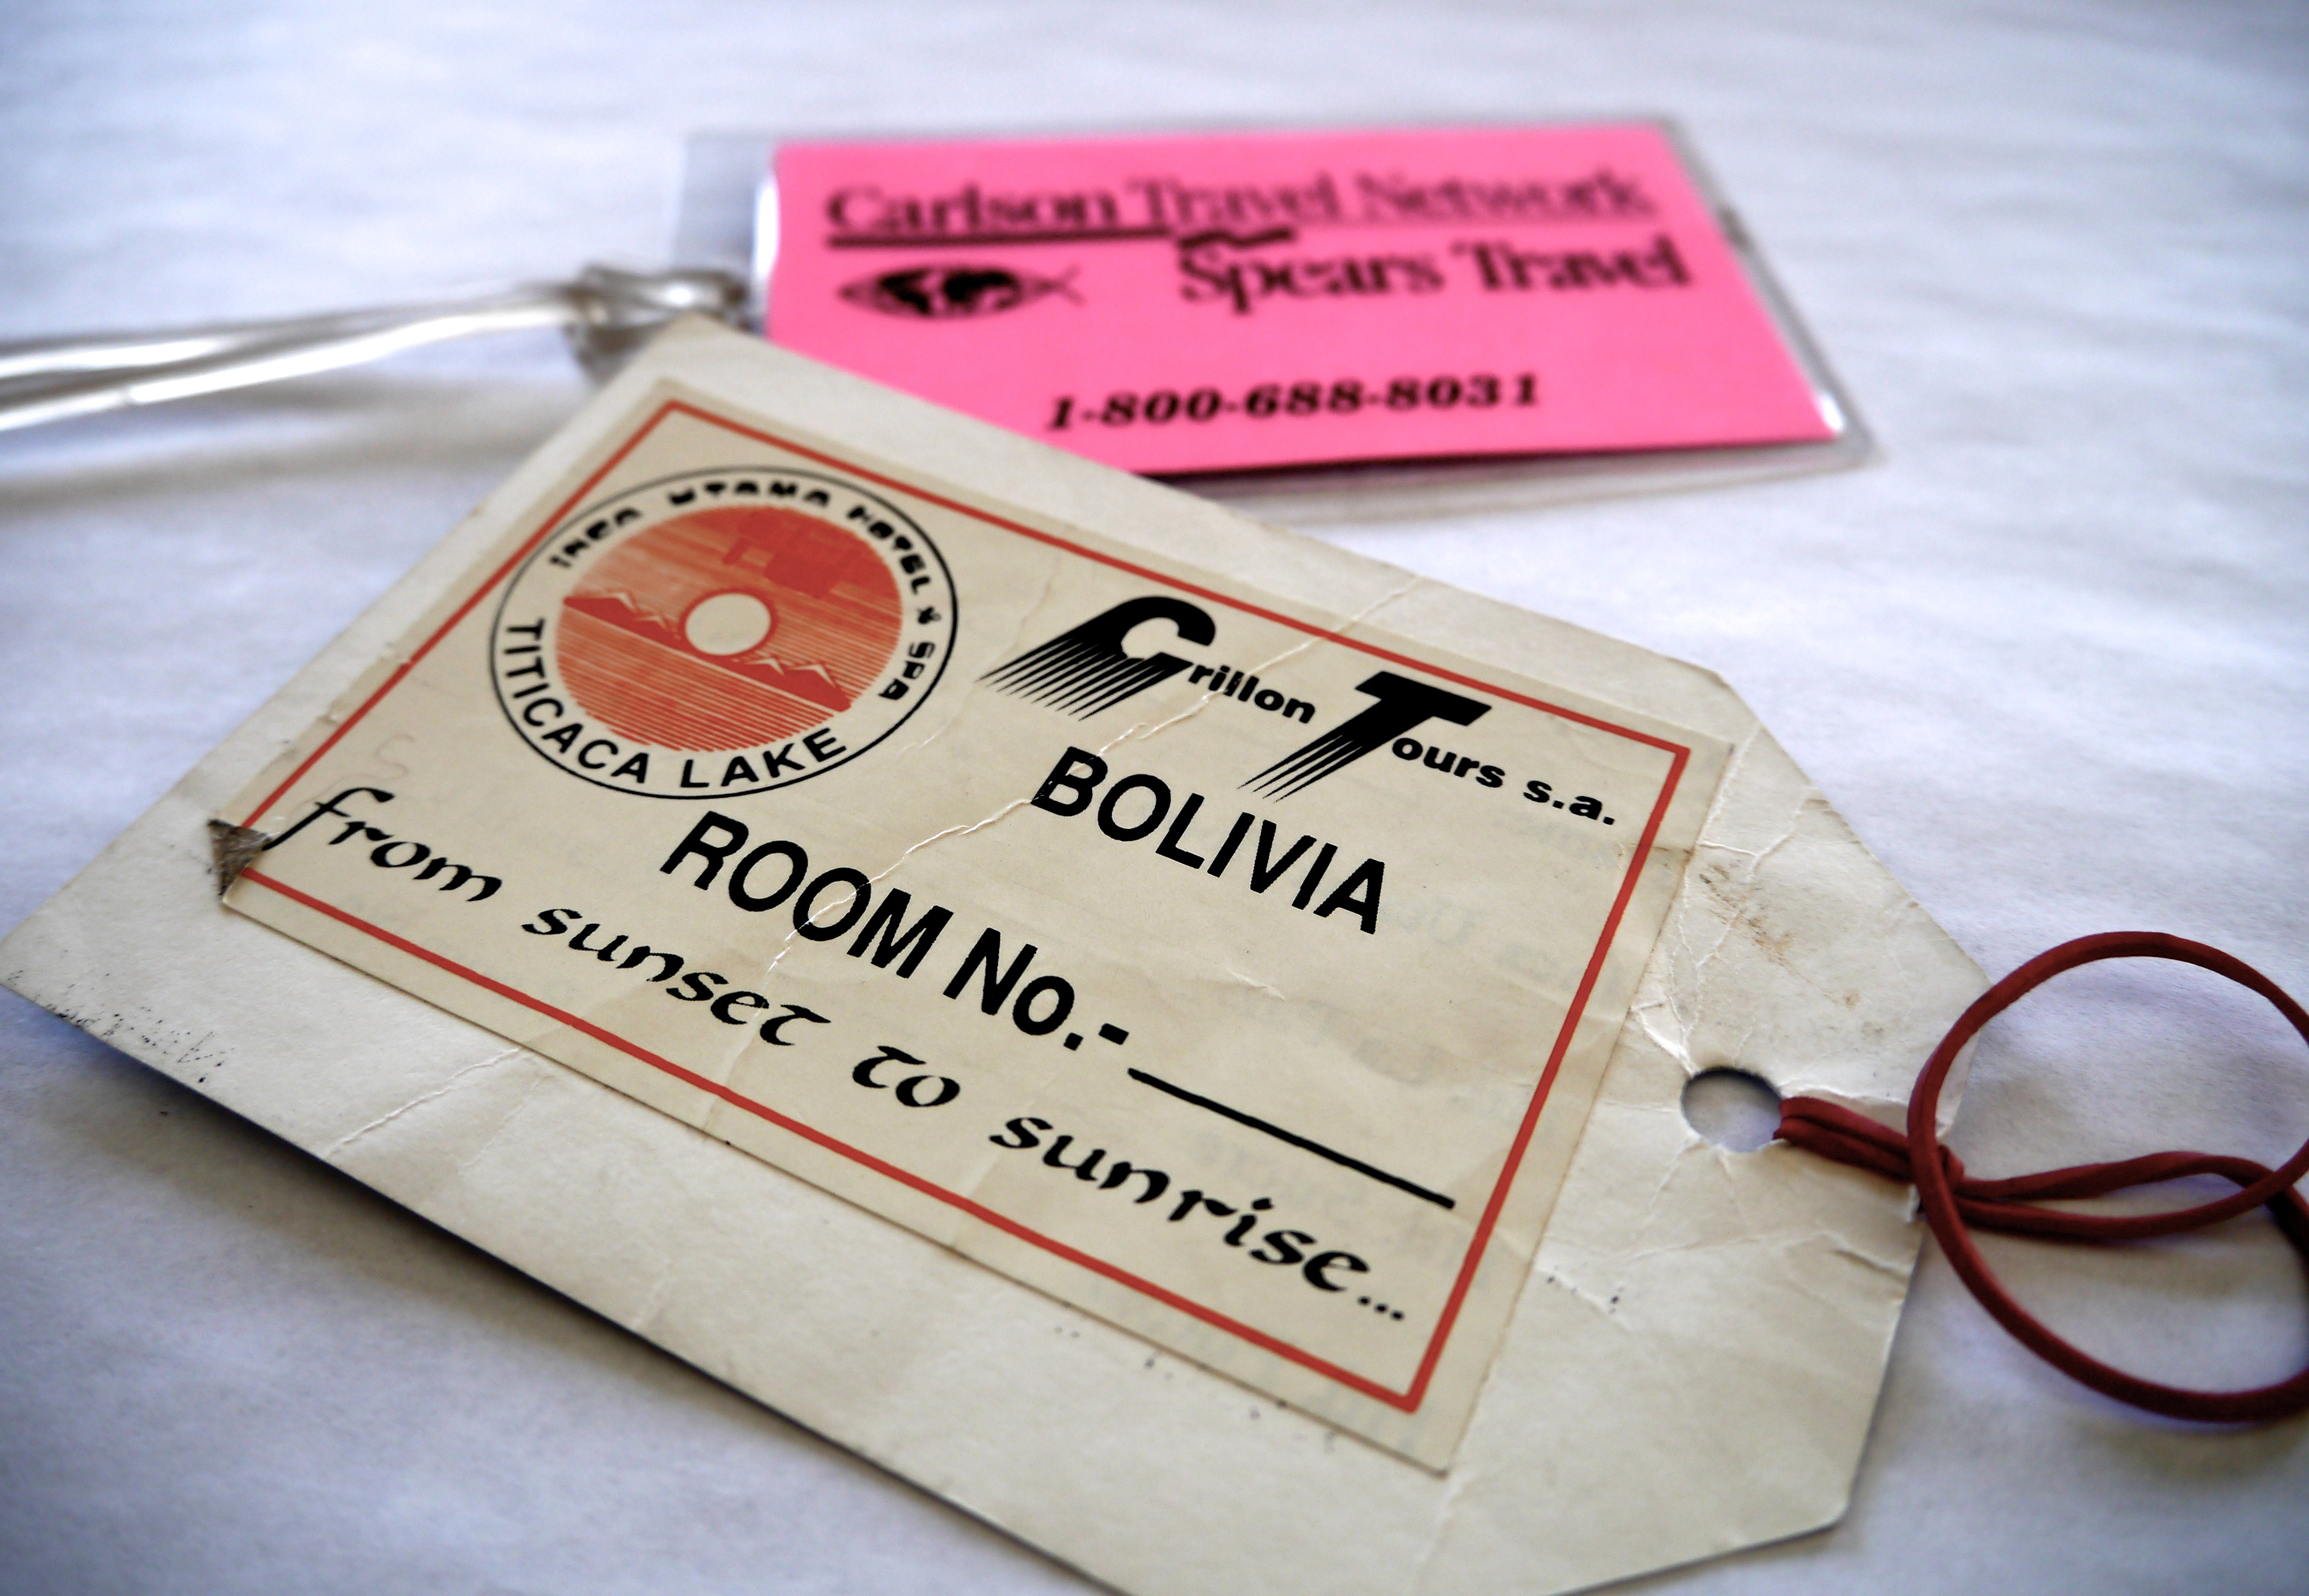 Carlson Travel Network
Spears Travel
1-800-688-8031
INCA UTAMA HOTEL & SPA
TITICACA LAKE
Crillon Tours s.a.
BOLIVIA
ROOM No.-
from sunset to sunrise...